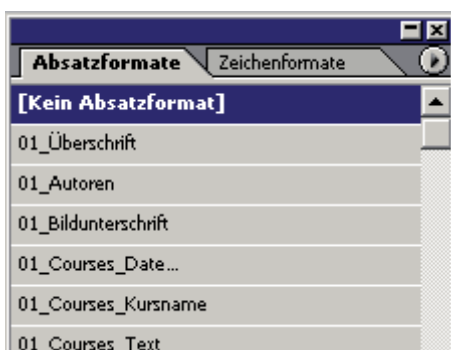 Absatzformate Zeichenformate
[Kein Absatzformat]
01_Überschrift
01_Autoren
01_Bildunterschrift
01_Courses_Date...
01_Courses_Kursname
01_Courses_Text